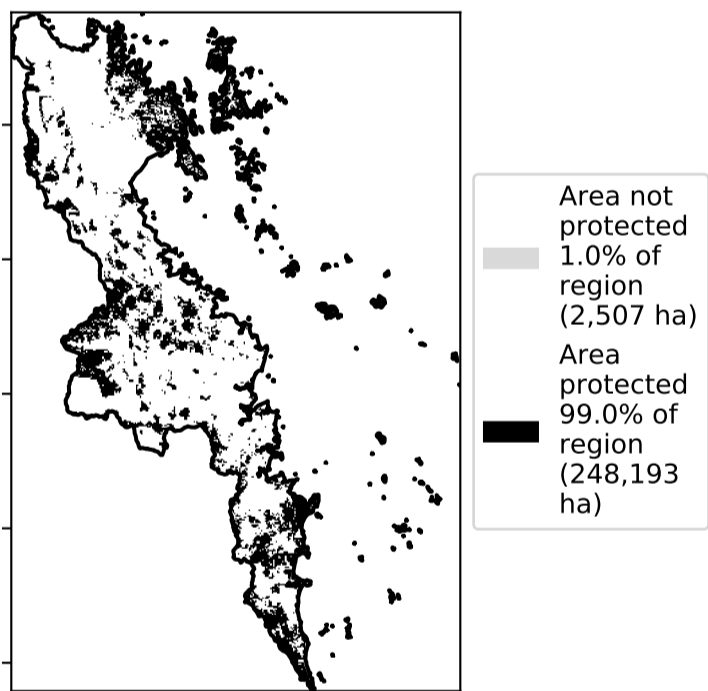 Area not
protected
1.0% of
region
(2,507 ha)
Area
protected
99.0% of
region
(248,193
ha)